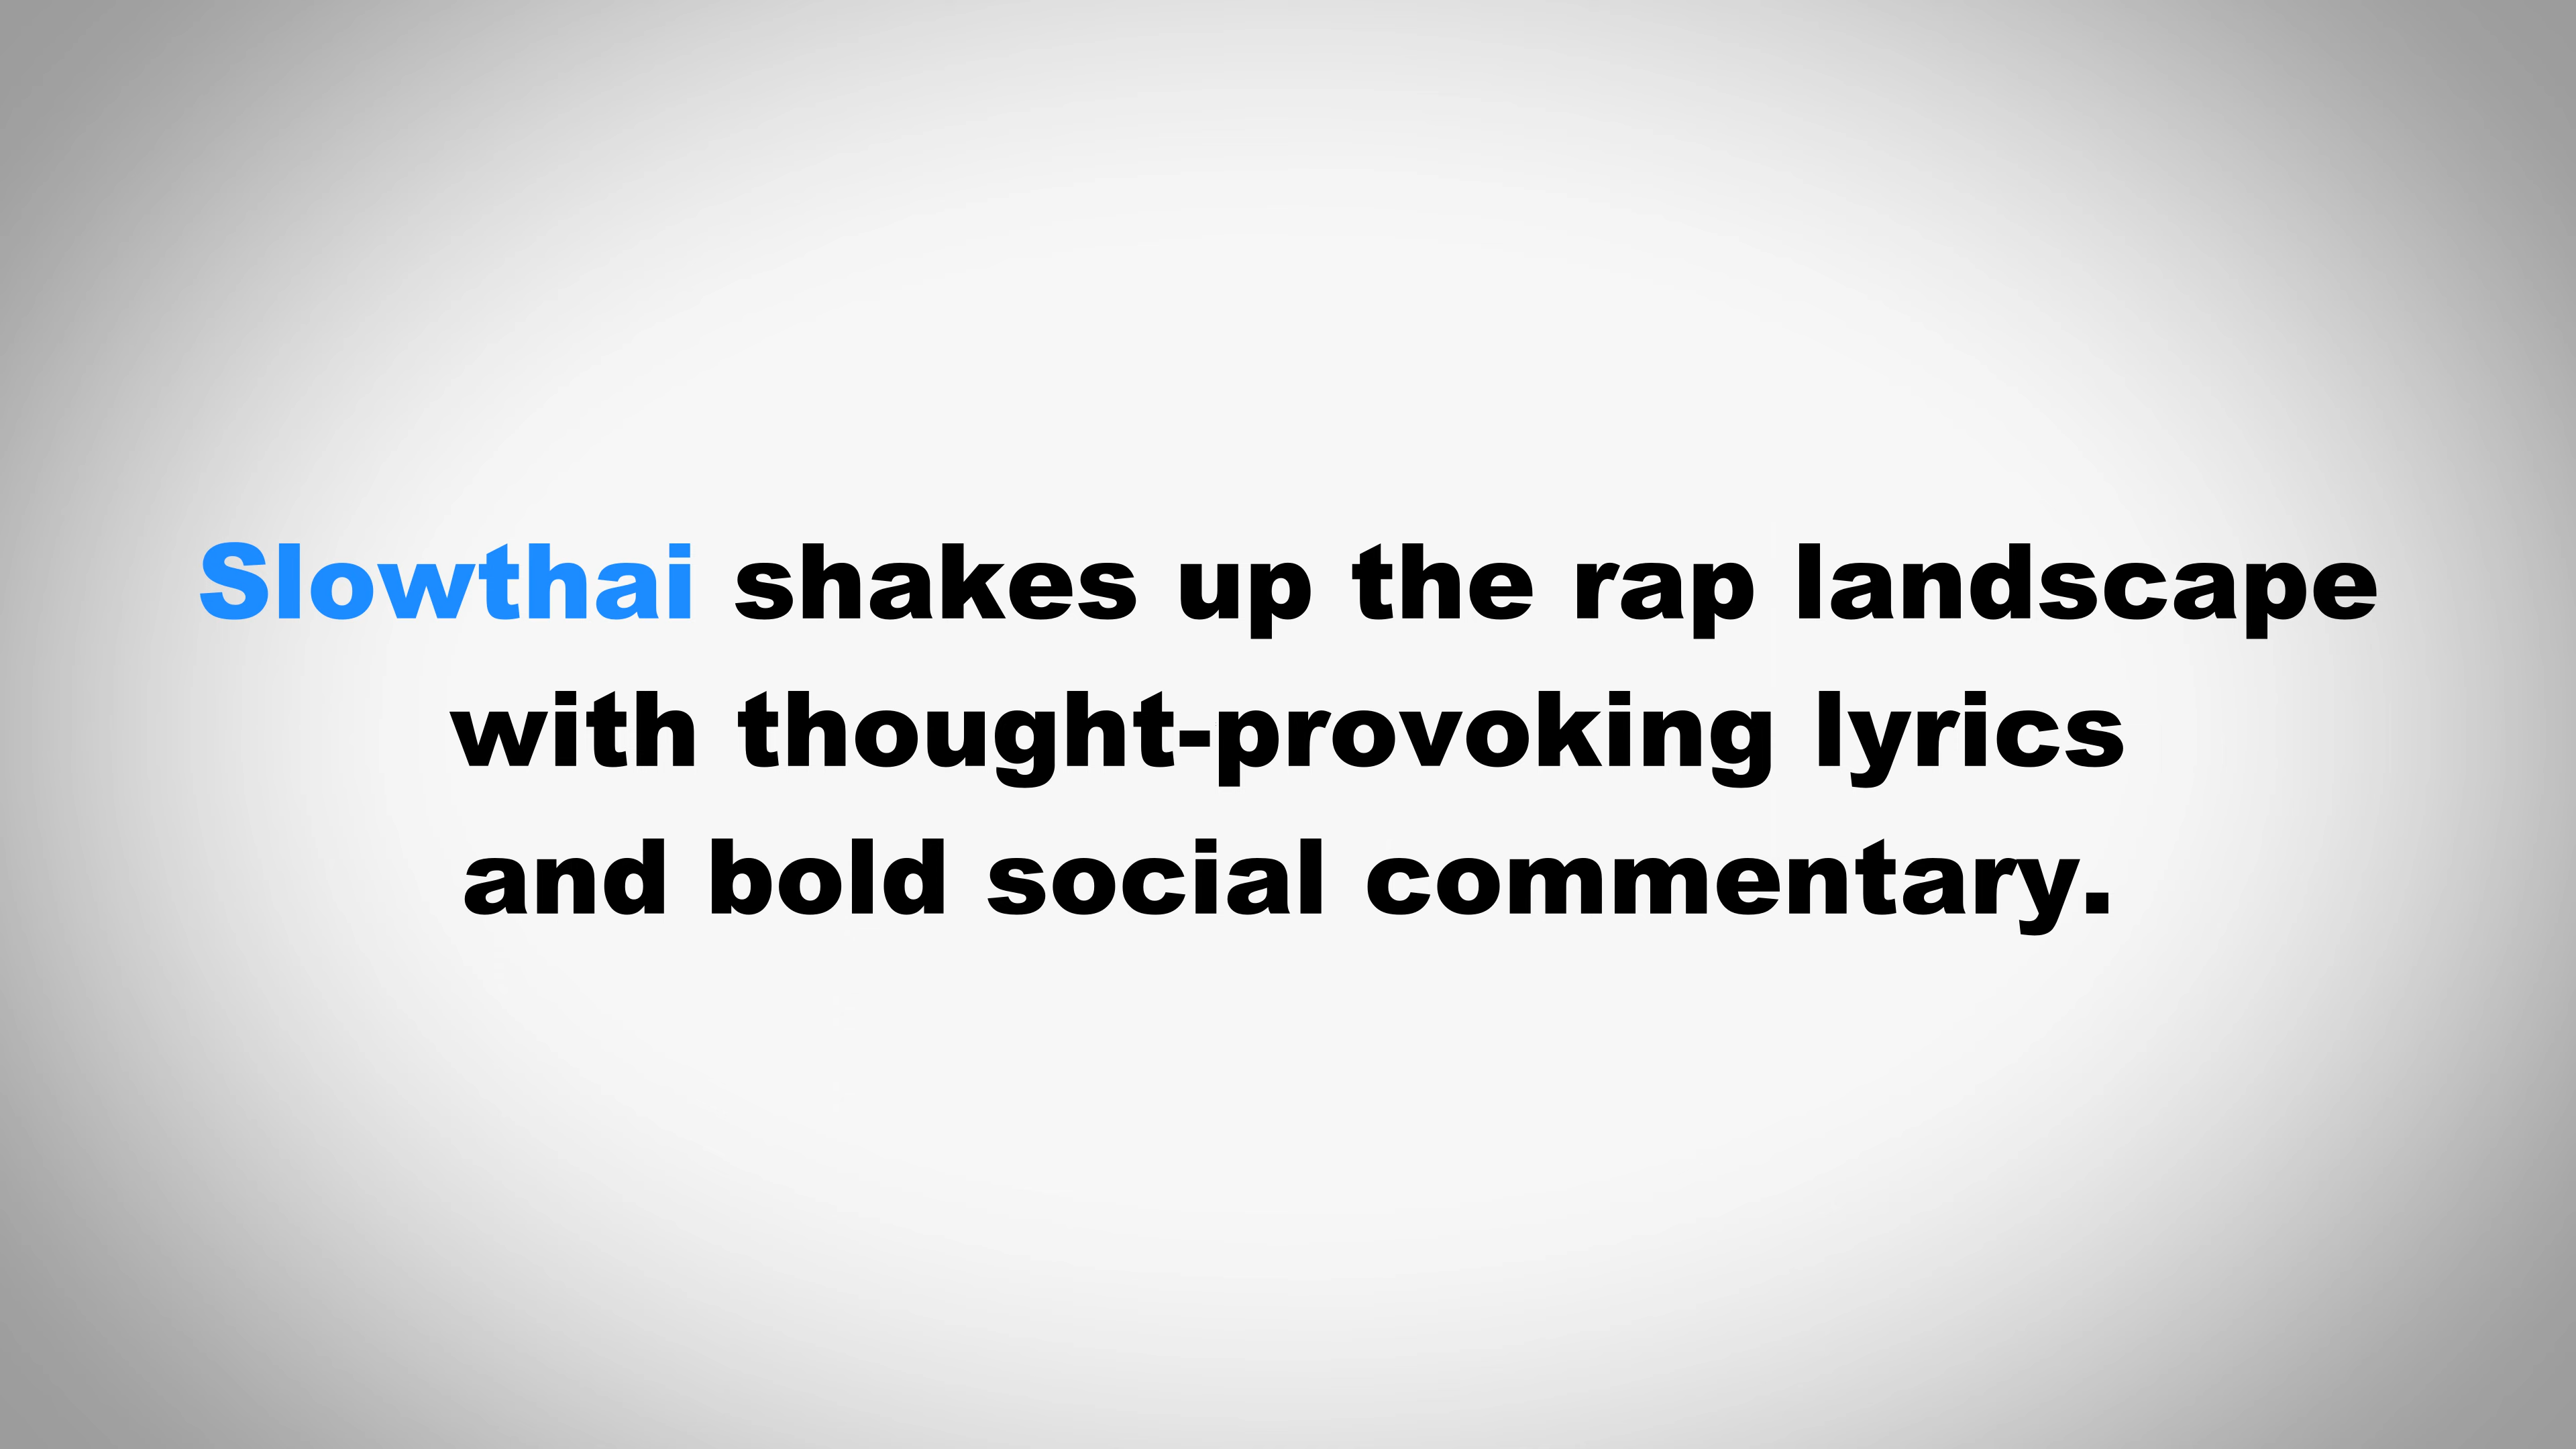 Slowthai shakes up the rap landscape
with thought-provoking lyrics
and bold social commentary.